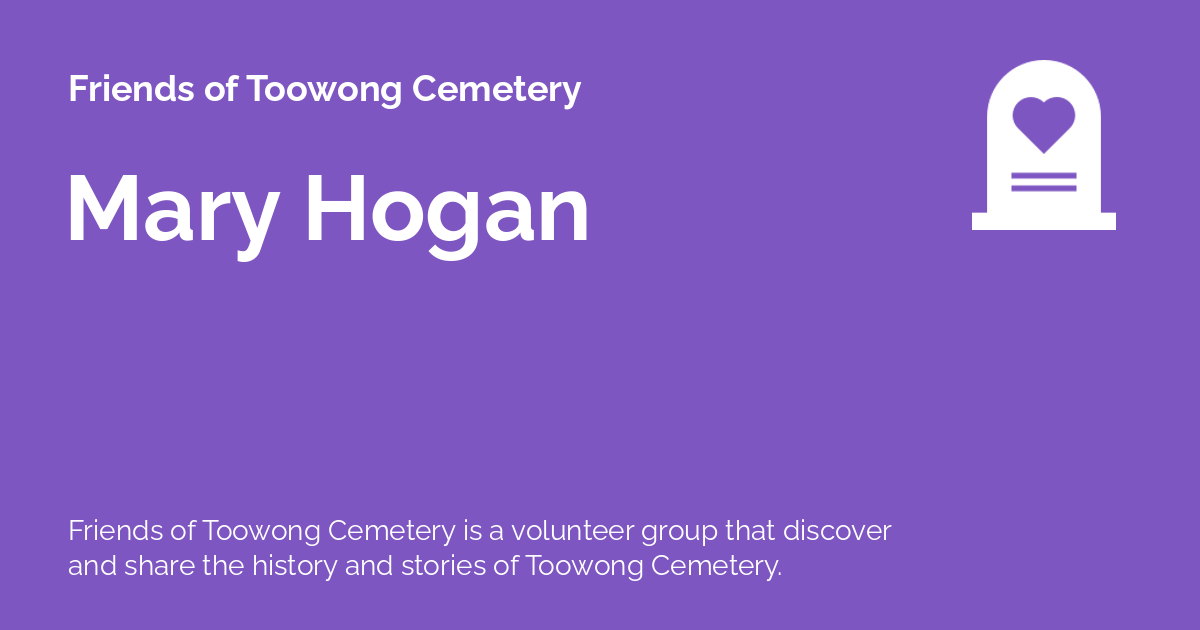 Friends of Toowong Cemetery
Mary Hogan
Friends of Toowong Cemetery is a volunteer group that discover
and share the history and stories of Toowong Cemetery.